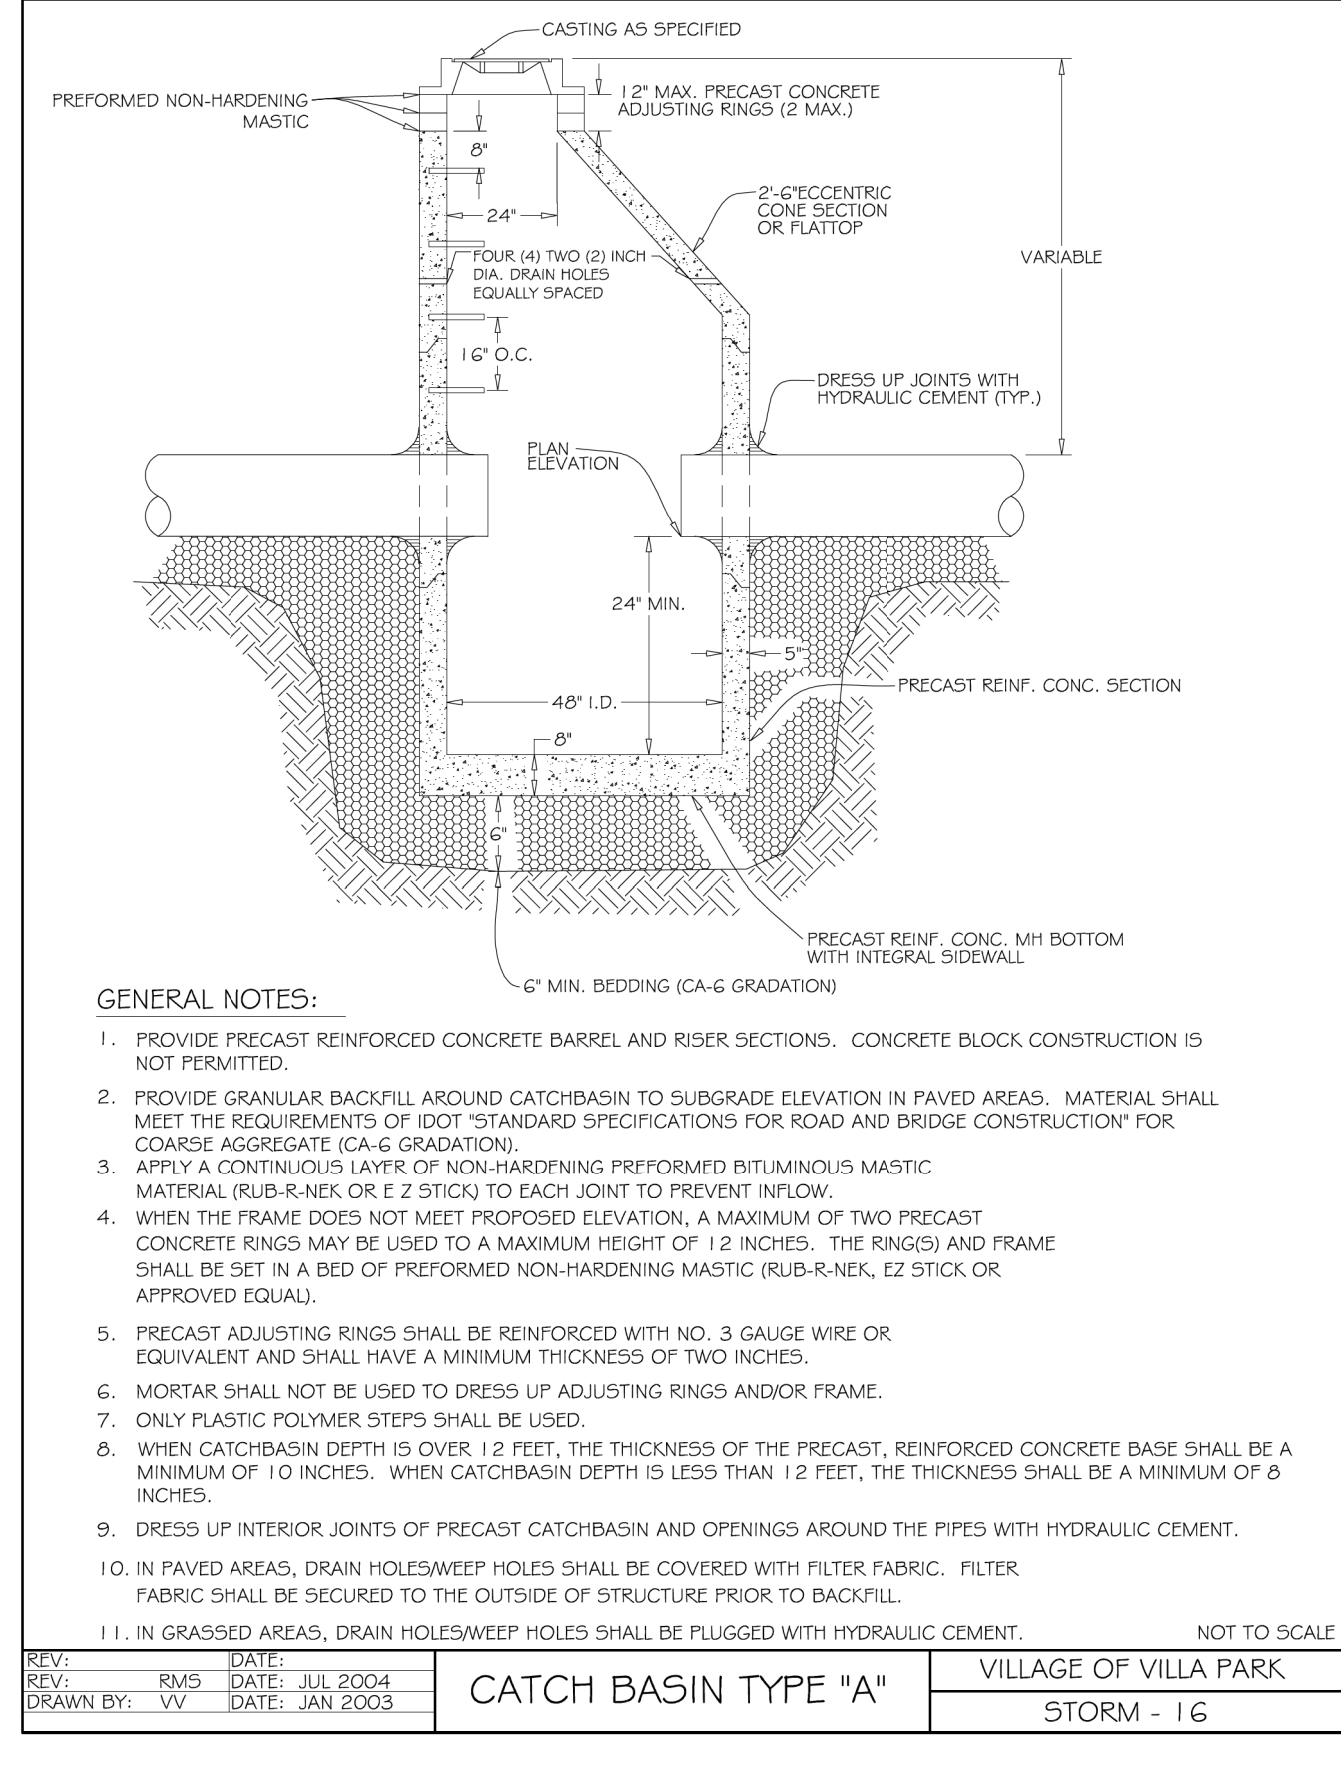 CASTING AS SPECIFIED
PREFORMED NON-HARDENING
MASTIC
12" MAX. PRECAST CONCRETE
ADJUSTING RINGS (2 MAX.)
8"
24"
2'-6"ECCENTRIC
CONE SECTION
OR FLATTOP
VARIABLE
FOUR (4) TWO (2) INCH
DIA. DRAIN HOLES
EQUALLY SPACED
16" O.C.
DRESS UP JOINTS WITH
HYDRAULIC CEMENT (TYP.)
PLAN
ELEVATION
24" MIN.
5"
PRECAST REINF. CONC. SECTION
48" I.D.
8"
6"
PRECAST REINF. CONC. MH BOTTOM
WITH INTEGRAL SIDEWALL
6" MIN. BEDDING (CA-6 GRADATION)
GENERAL NOTES:
1. PROVIDE PRECAST REINFORCED CONCRETE BARREL AND RISER SECTIONS. CONCRETE BLOCK CONSTRUCTION IS
NOT PERMITTED.
2. PROVIDE GRANULAR BACKFILL AROUND CATCHBASIN TO SUBGRADE ELEVATION IN PAVED AREAS. MATERIAL SHALL
MEET THE REQUIREMENTS OF IDOT "STANDARD SPECIFICATIONS FOR ROAD AND BRIDGE CONSTRUCTION" FOR
COARSE AGGREGATE (CA-6 GRADATION).
3. APPLY A CONTINUOUS LAYER OF NON-HARDENING PREFORMED BITUMINOUS MASTIC
MATERIAL (RUB-R-NEK OR E Z STICK) TO EACH JOINT TO PREVENT INFLOW.
4. WHEN THE FRAME DOES NOT MEET PROPOSED ELEVATION, A MAXIMUM OF TWO PRECAST
CONCRETE RINGS MAY BE USED TO A MAXIMUM HEIGHT OF 12 INCHES. THE RING(S) AND FRAME
SHALL BE SET IN A BED OF PREFORMED NON-HARDENING MASTIC (RUB-R-NEK, EZ STICK OR
APPROVED EQUAL).
5. PRECAST ADJUSTING RINGS SHALL BE REINFORCED WITH NO. 3 GAUGE WIRE OR
EQUIVALENT AND SHALL HAVE A MINIMUM THICKNESS OF TWO INCHES.
6. MORTAR SHALL NOT BE USED TO DRESS UP ADJUSTING RINGS AND/OR FRAME.
7. ONLY PLASTIC POLYMER STEPS SHALL BE USED.
8. WHEN CATCHBASIN DEPTH IS OVER 12 FEET, THE THICKNESS OF THE PRECAST, REINFORCED CONCRETE BASE SHALL BE A
MINIMUM OF 10 INCHES. WHEN CATCHBASIN DEPTH IS LESS THAN 12 FEET, THE THICKNESS SHALL BE A MINIMUM OF 8
INCHES.
9. DRESS UP INTERIOR JOINTS OF PRECAST CATCHBASIN AND OPENINGS AROUND THE PIPES WITH HYDRAULIC CEMENT.
10. IN PAVED AREAS, DRAIN HOLES/WEEP HOLES SHALL BE COVERED WITH FILTER FABRIC. FILTER
FABRIC SHALL BE SECURED TO THE OUTSIDE OF STRUCTURE PRIOR TO BACKFILL.
11. IN GRASSED AREAS, DRAIN HOLES/WEEP HOLES SHALL BE PLUGGED WITH HYDRAULIC CEMENT.
NOT TO SCALE
REV: DATE:
REV: RMS DATE: JUL 2004
DRAWN BY: VV DATE: JAN 2003
CATCH BASIN TYPE "A"
VILLAGE OF VILLA PARK
STORM - 16